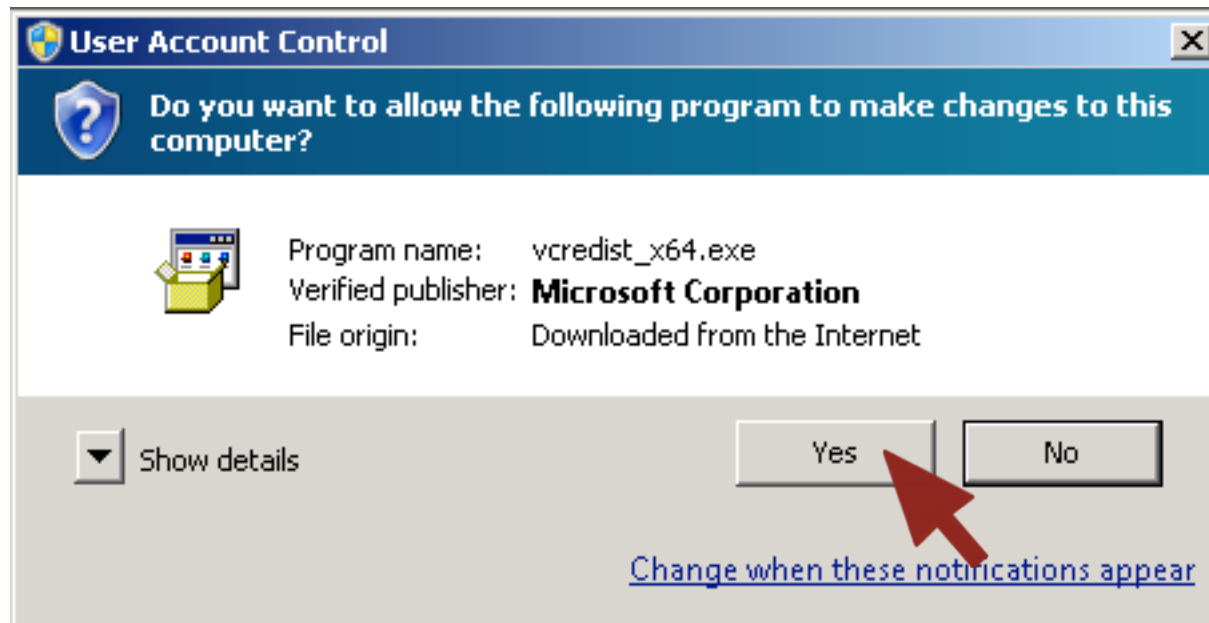 User Account Control
Do you want to allow the following program to make changes to this
computer?
Program name: vcredist_x64.exe
Verified publisher: Microsoft Corporation
File origin: Downloaded from the Internet
Show details
Yes
No
Change when these notifications appear